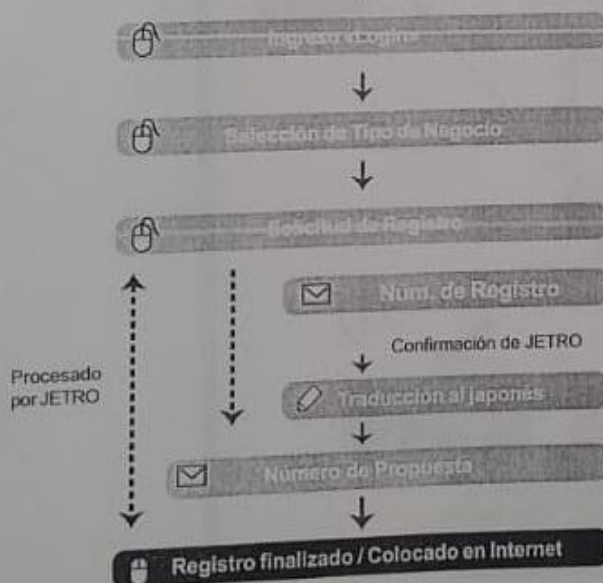 Ingreso «Login»
Selección de Tipo de Negocio
Solicitud de Registro
Núm. de Registro
Confirmación de JETRO
Procesado
por JETRO
Traducción al japonés
Número de Propuesta
Registro finalizado / Colocado en Internet